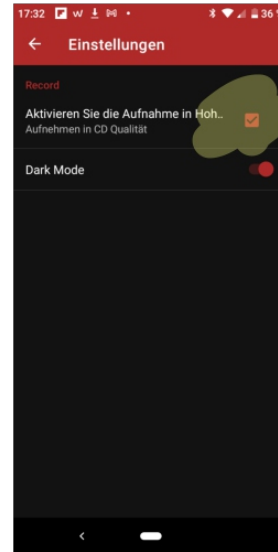 17:32 36
Einstellungen
Record
Aktivieren Sie die Aufnahme in Hoh..
Aufnehmen in CD Qualität
Dark Mode